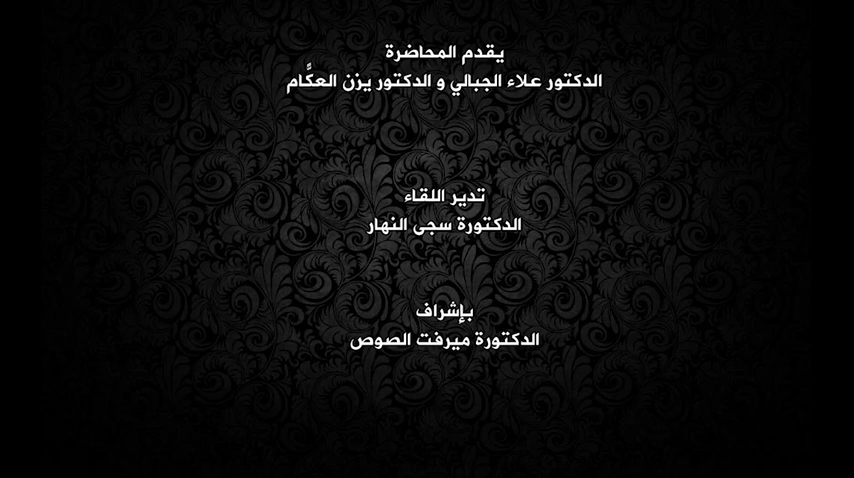 يقدم المحاضرة
الدكتور علاء الجبالي و الدكتور يزن العكَّام
تدير اللقاء
الدكتورة سجى النهار
بإشراف
الدكتورة ميرفت الصوص